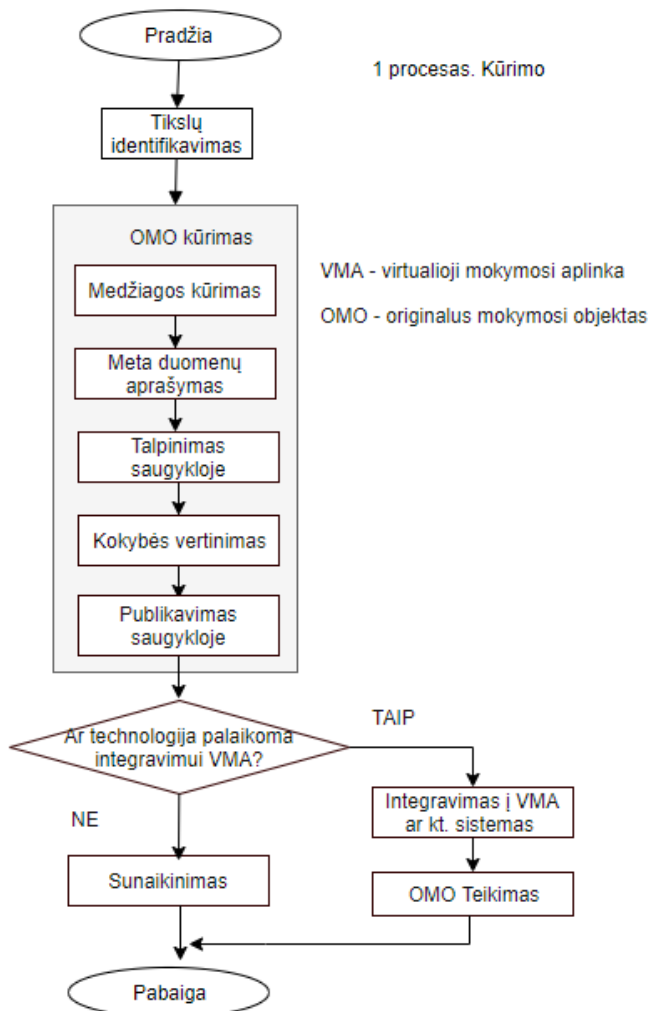 Pradžia
1 procesas. Kūrimo
Tikslų
identifikavimas
OMO kūrimas
VMA - virtualioji mokymosi aplinka
Medžiagos kūrimas
OMO - originalus mokymosi objektas
Meta duomenų
aprašymas
Talpinimas
saugykloje
Kokybės vertinimas
Publikavimas
saugykloje
TAIP
Ar technologija palaikoma
integravimui VMA?
Integravimas į VMA
ar kt. sistemas
NE
Sunaikinimas
OMO Teikimas
Pabaiga